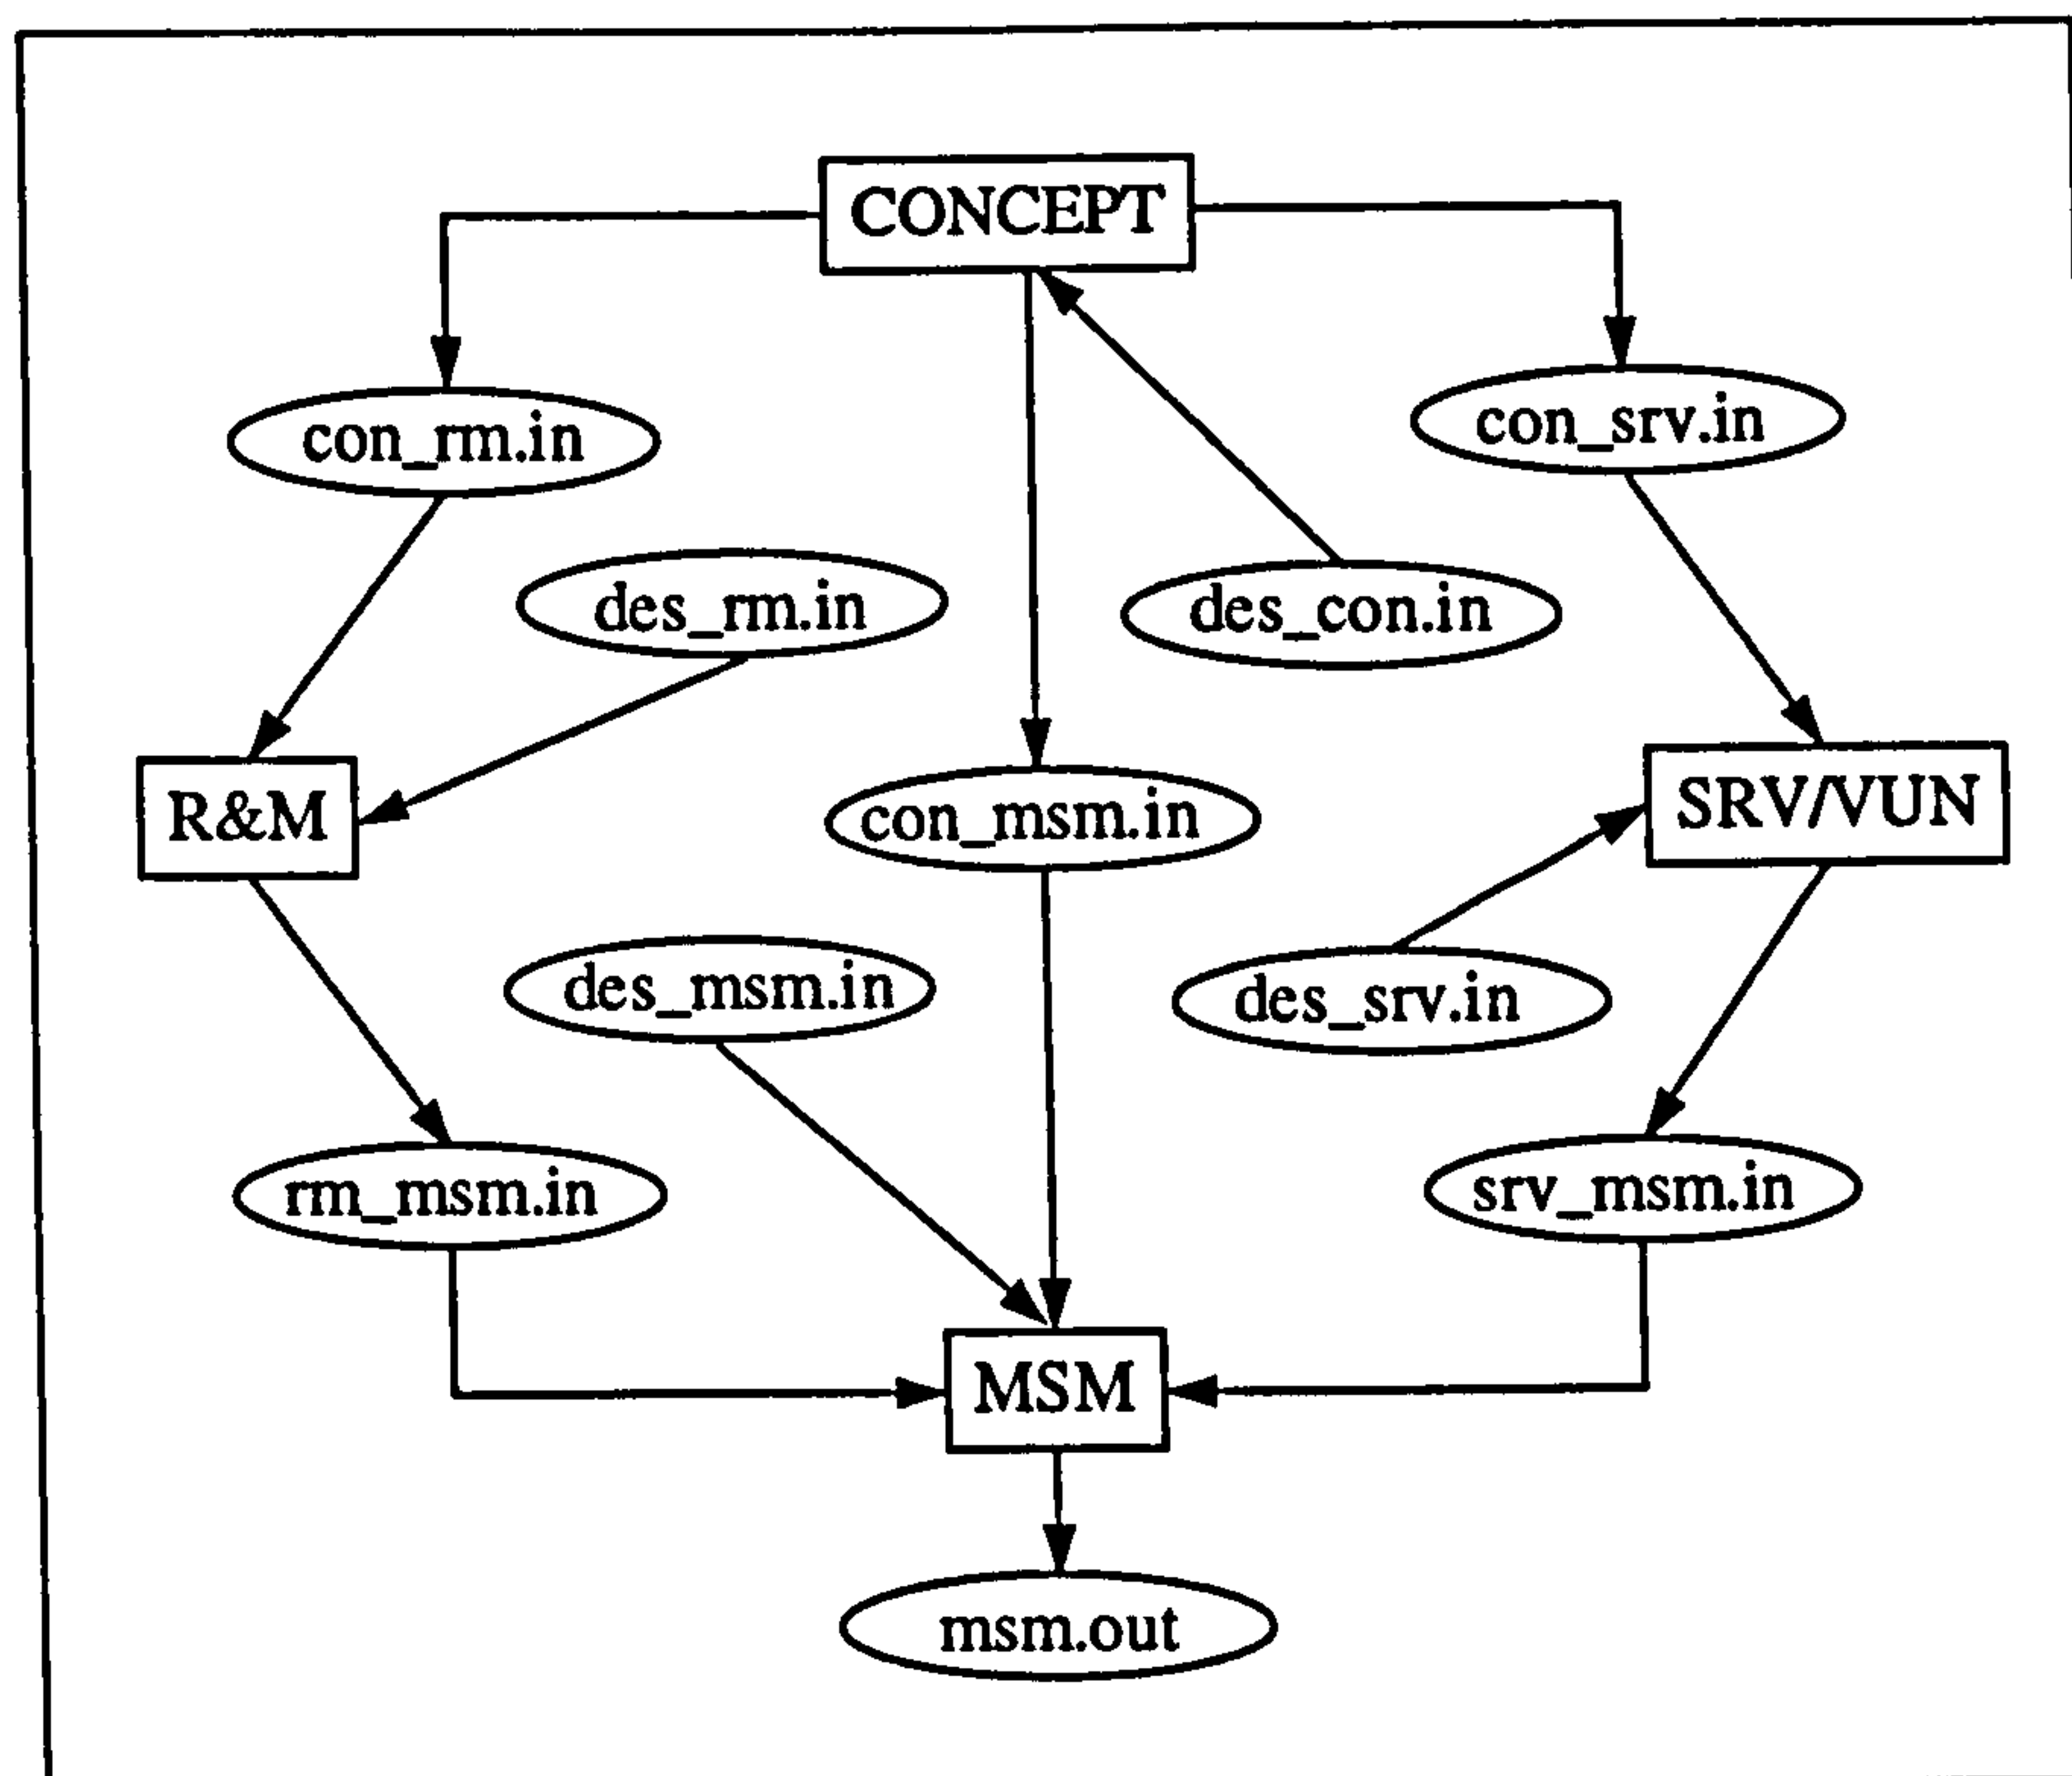 CONCEPT
con_rm.in
con_srv.in
des_rm.in
des_con.in
R&M
con_msm.in
SRV/VUN
des_msm.in
des_srv.in
rm_msm.in
srv_msm.in
MSM
msm.out